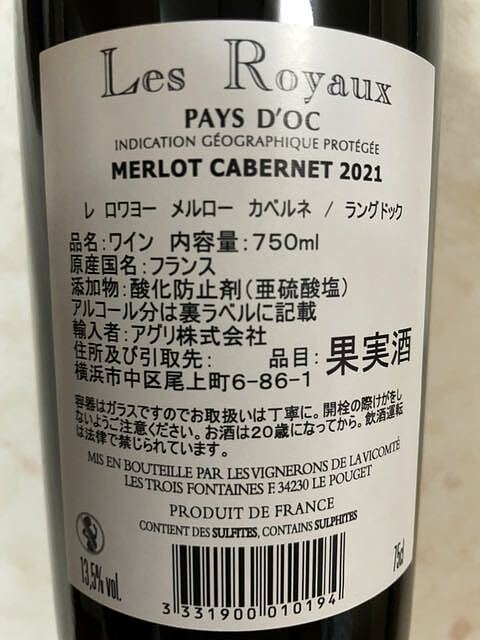 Les Royaux
PAYS D'OC
INDICATION GÉOGRAPHIQUE PROTÉGÉE
MERLOT CABERNET 2021
レ ロワヨー メルロー カベルネ / ラングドック
品名:ワイン 内容量:750ml
原産国名:フランス
添加物:酸化防止剤(亜硫酸塩)
アルコール分は裏ラベルに記載
輸入者:アグリ株式会社
住所及び引取先: 品目:果実酒
横浜市中区尾上町6-86-1
容器はガラスですのでお取扱いは丁寧に。開栓の際けがをし
ないようご注意ください。お酒は20歳になってから。飲酒運転
は法律で禁じられています。
MIS EN BOUTEILLE PAR LES VIGNERONS DE LA VICOMTÉ
LES TROIS FONTAINES F. 34230 LE POUGET
PRODUIT DE FRANCE
CONTIENT DES SULFITES, CONTAINS SULPHITES
13,5% vol.
75cl
3 331900 010194